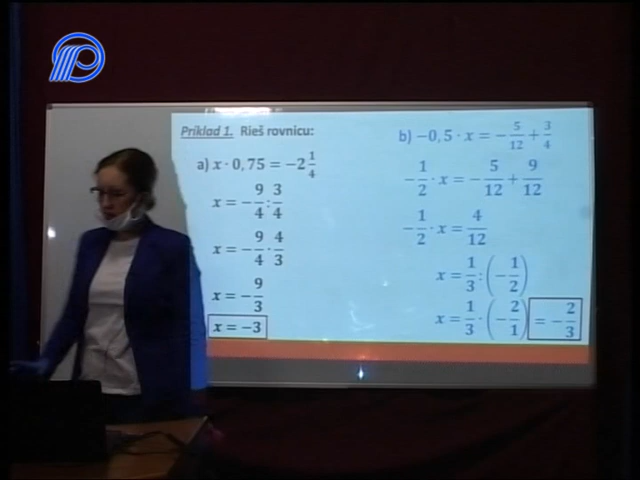 Priklad 1. Rieš rovnicu:
a) x · 0,75 = −2 1/4
x = − 9/4 : 3/4
x = − 9/4 · 4/3
x = − 9/3
x = −3
b) −0,5 · x = − 5/12 + 3/4
− 1/2 · x = − 5/12 + 9/12
− 1/2 · x = 4/12
x = 1/3 : (− 1/2)
x = 1/3 · (− 2/1) = − 2/3